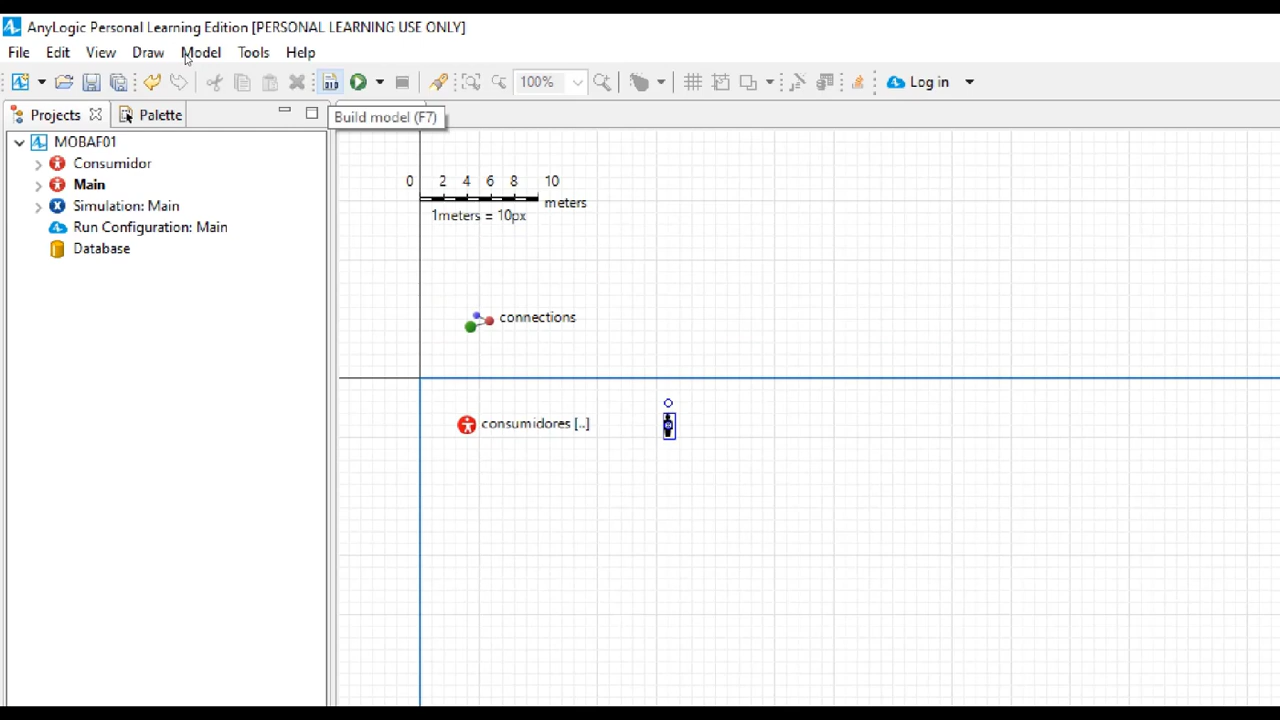 AnyLogic Personal Learning Edition [PERSONAL LEARNING USE ONLY]
File Edit View Draw Model Tools Help
010 100% Log in
Projects Palette
Build model (F7)
MOBAF01
Consumidor
Main
Simulation: Main
Run Configuration: Main
Database
0 2 4 6 8 10
meters
1meters = 10px
connections
consumidores [..]